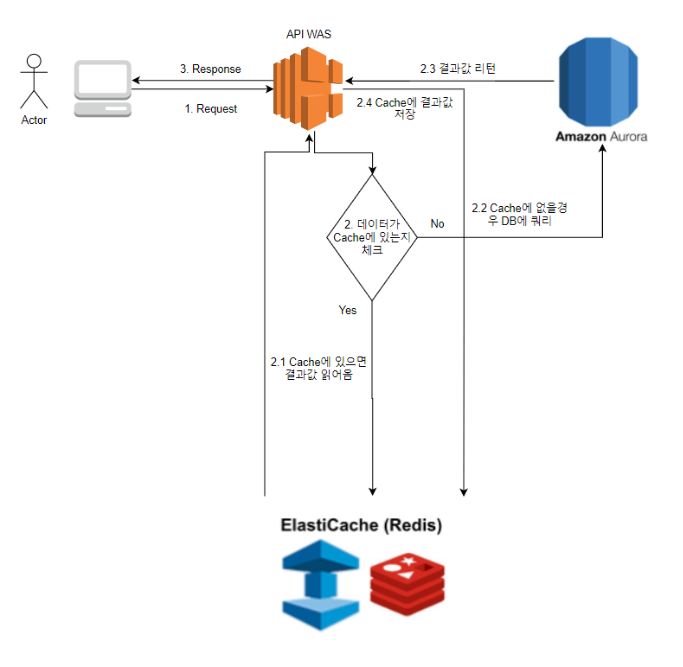 API WAS
3. Response
1. Request
Actor
2.3 결과값 리턴
2.4 Cache에 결과값
저장
Amazon Aurora
2. 데이터가
Cache에 있는지
체크
No
2.2 Cache에 없을경
우 DB에 쿼리
Yes
2.1 Cache에 있으면
결과값 읽어옴
ElastiCache (Redis)